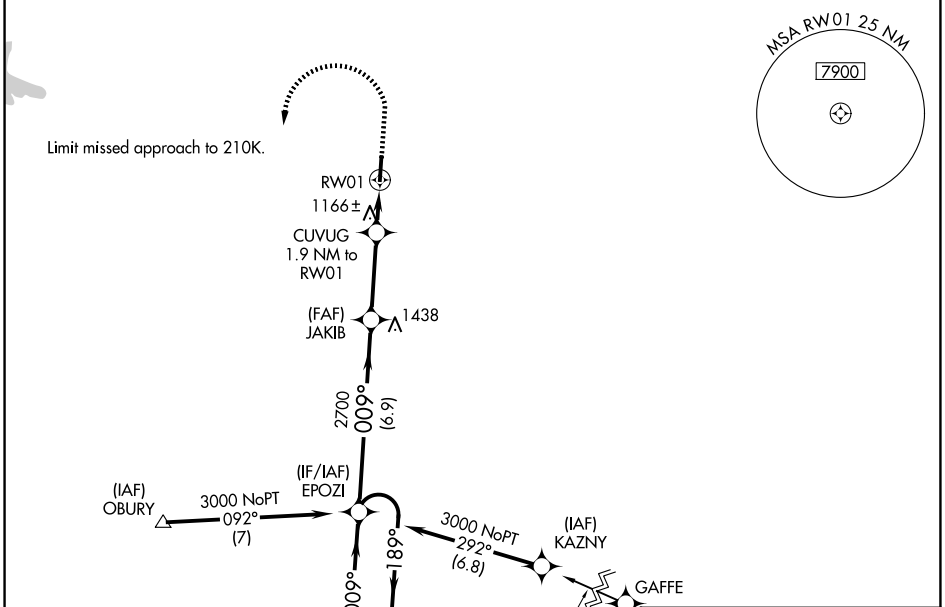 MSA RW01 25 NM
7900
Limit missed approach to 210K.
RW01
1166±
CUVUG
1.9 NM to
RW01
(FAF)
JAKIB
1438
2700
009°
(6.9)
(IF/IAF)
EPOZI
(IAF)
OBURY
3000 NoPT
092°
(7)
3000 NoPT
292°
(6.8)
(IAF)
KAZNY
GAFFE
009°
189°